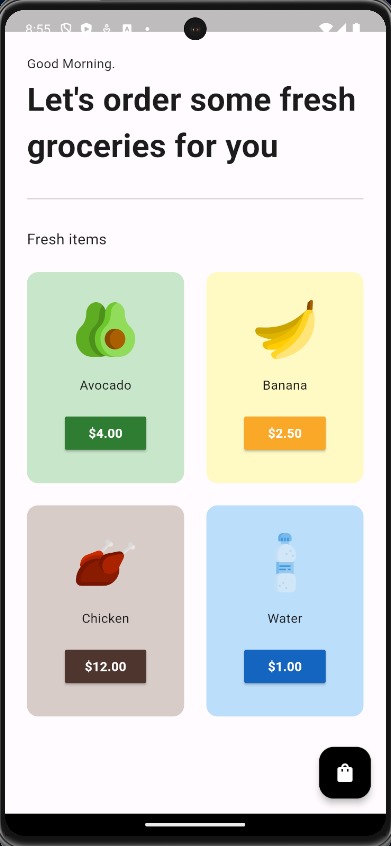 8:55
Good Morning.
Let's order some fresh
groceries for you
Fresh items
Avocado
Banana
$4.00
$2.50
Chicken
Water
$12.00
$1.00